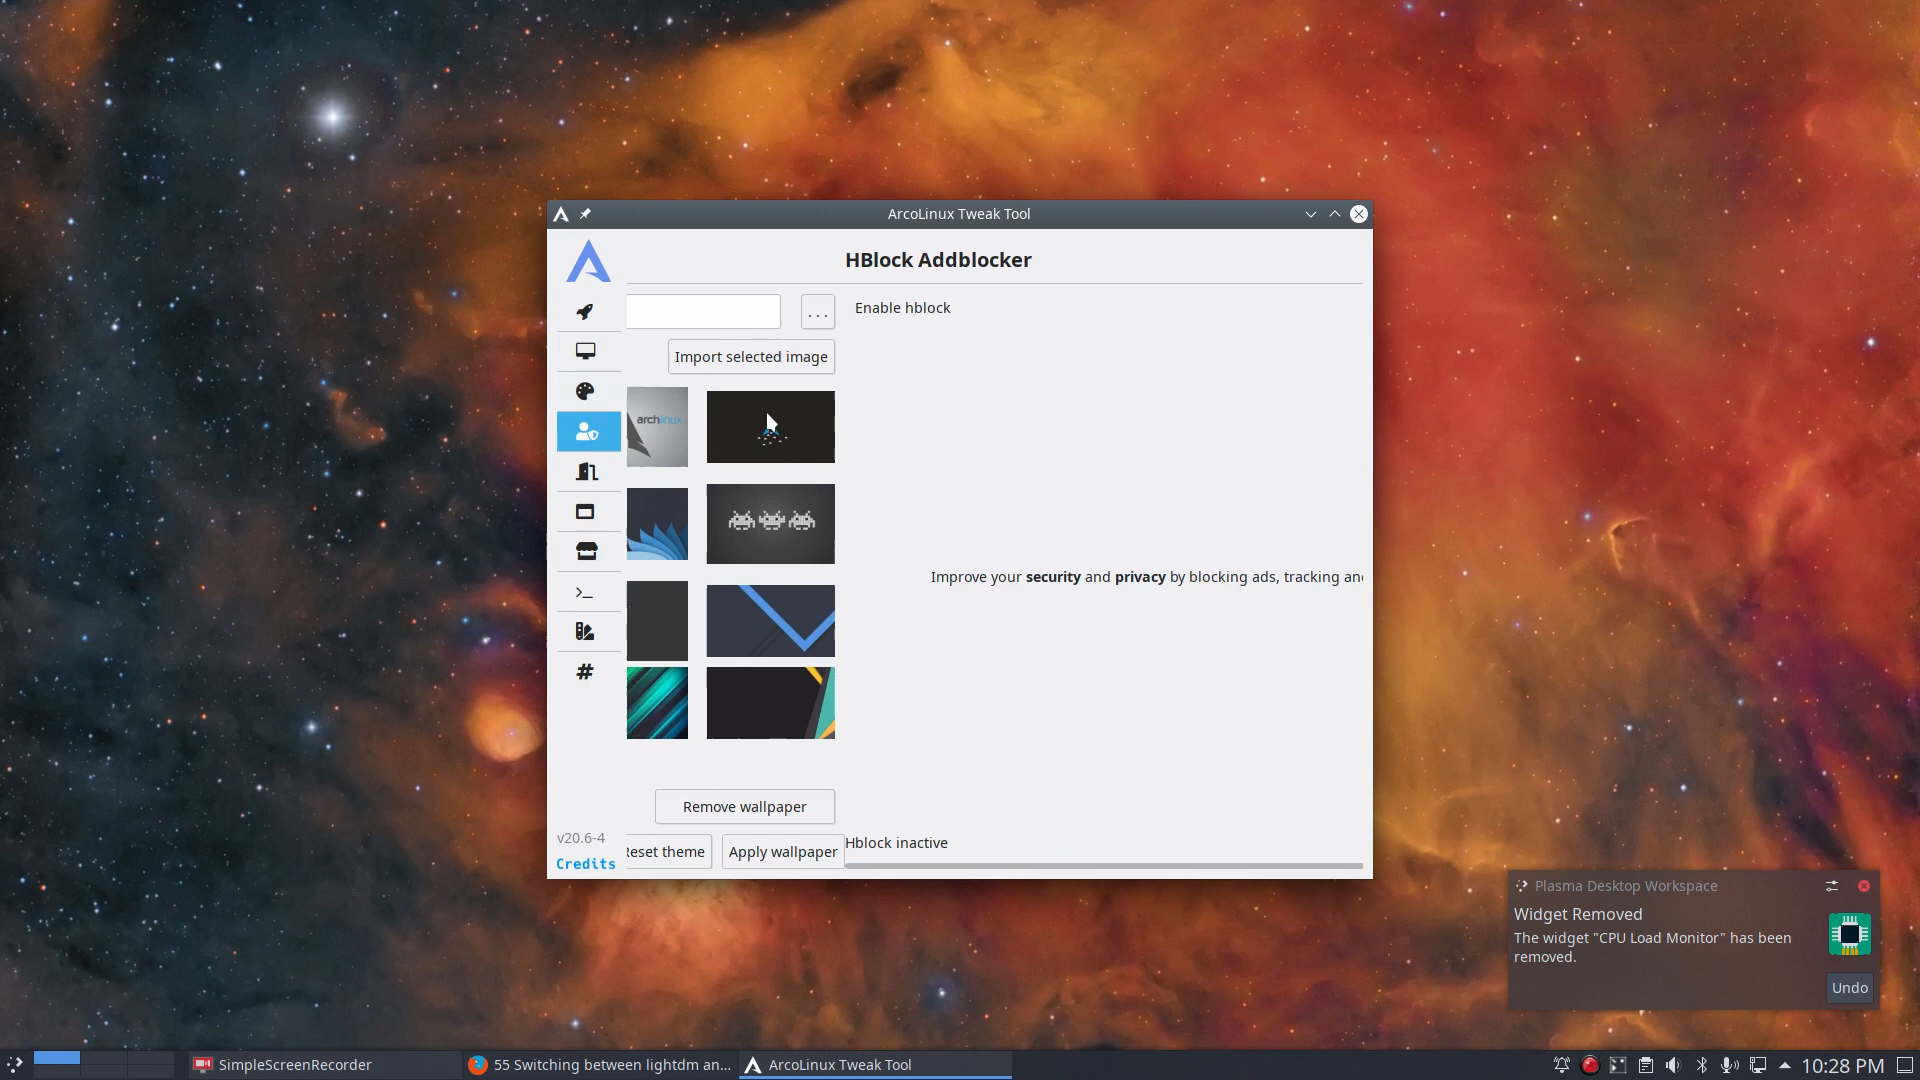 ArcoLinux Tweak Tool
HBlock Addblocker
...
Enable hblock
Import selected image
archlinux
Improve your security and privacy by blocking ads, tracking and
Remove wallpaper
v20.6-4
Hblock inactive
Reset theme
Apply wallpaper
Credits
Plasma Desktop Workspace
Widget Removed
The widget "CPU Load Monitor" has been
removed.
Undo
SimpleScreenRecorder
55 Switching between lightdm an...
ArcoLinux Tweak Tool
10:28 PM